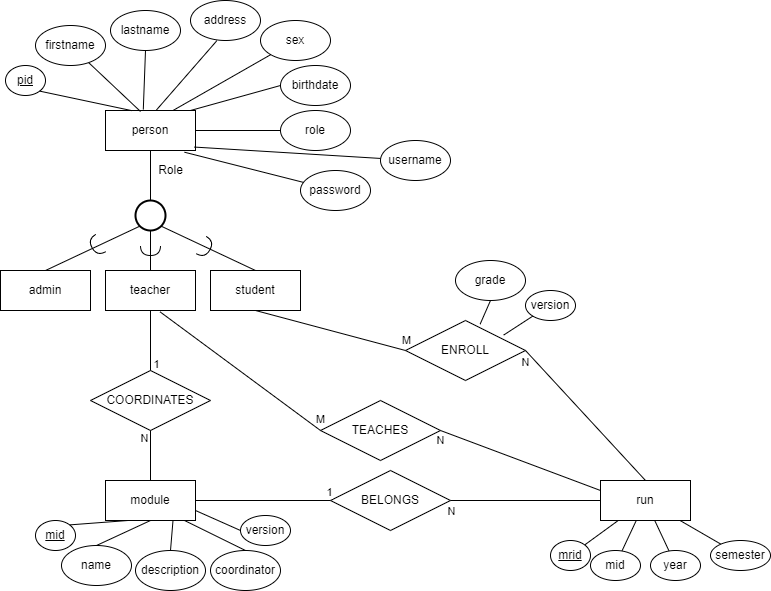 address
lastname
firstname
sex
pid
birthdate
person
role
username
Role
password
admin
teacher
student
grade
version
M
ENROLL
N
1
COORDINATES
M
TEACHES
N
N
module
1
BELONGS
N
run
mid
version
name
description
coordinator
mrid
mid
year
semester